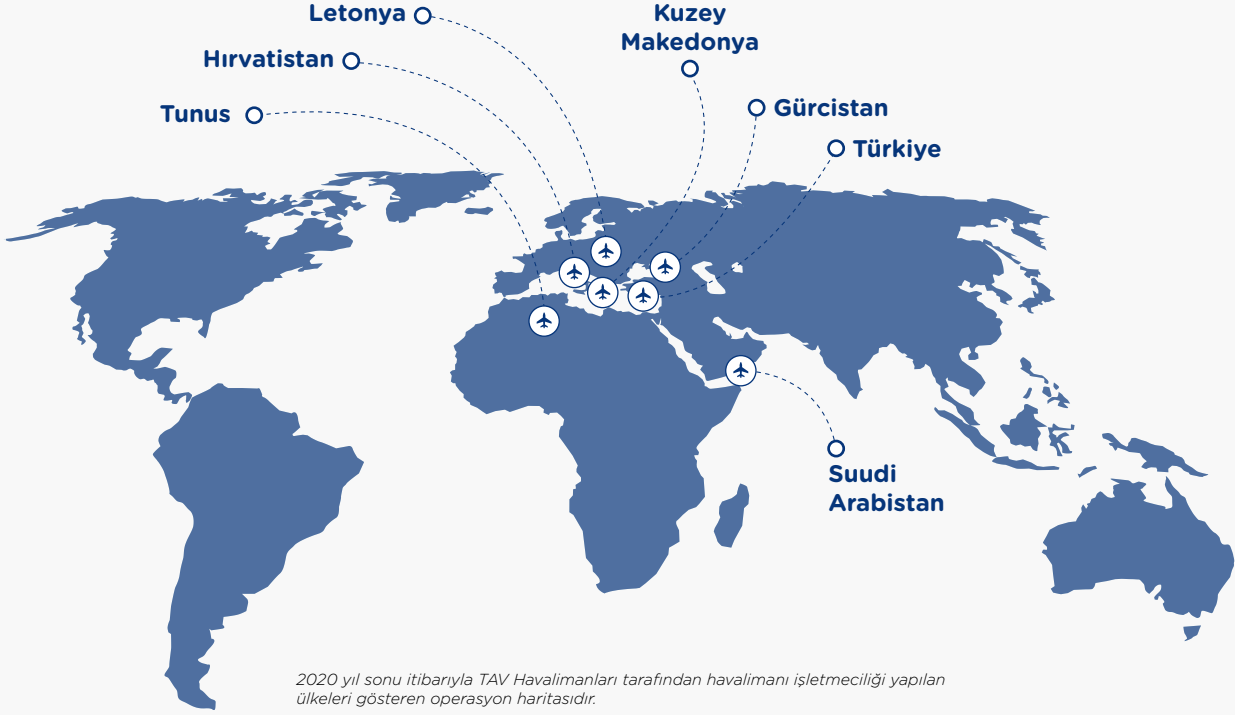 Letonya
Kuzey
Makedonya
Hırvatistan
Gürcistan
Tunus
Türkiye
Suudi
Arabistan
2020 yıl sonu itibarıyla TAV Havalimanları tarafından havalimanı işletmeciliği yapılan
ülkeleri gösteren operasyon haritasıdır.